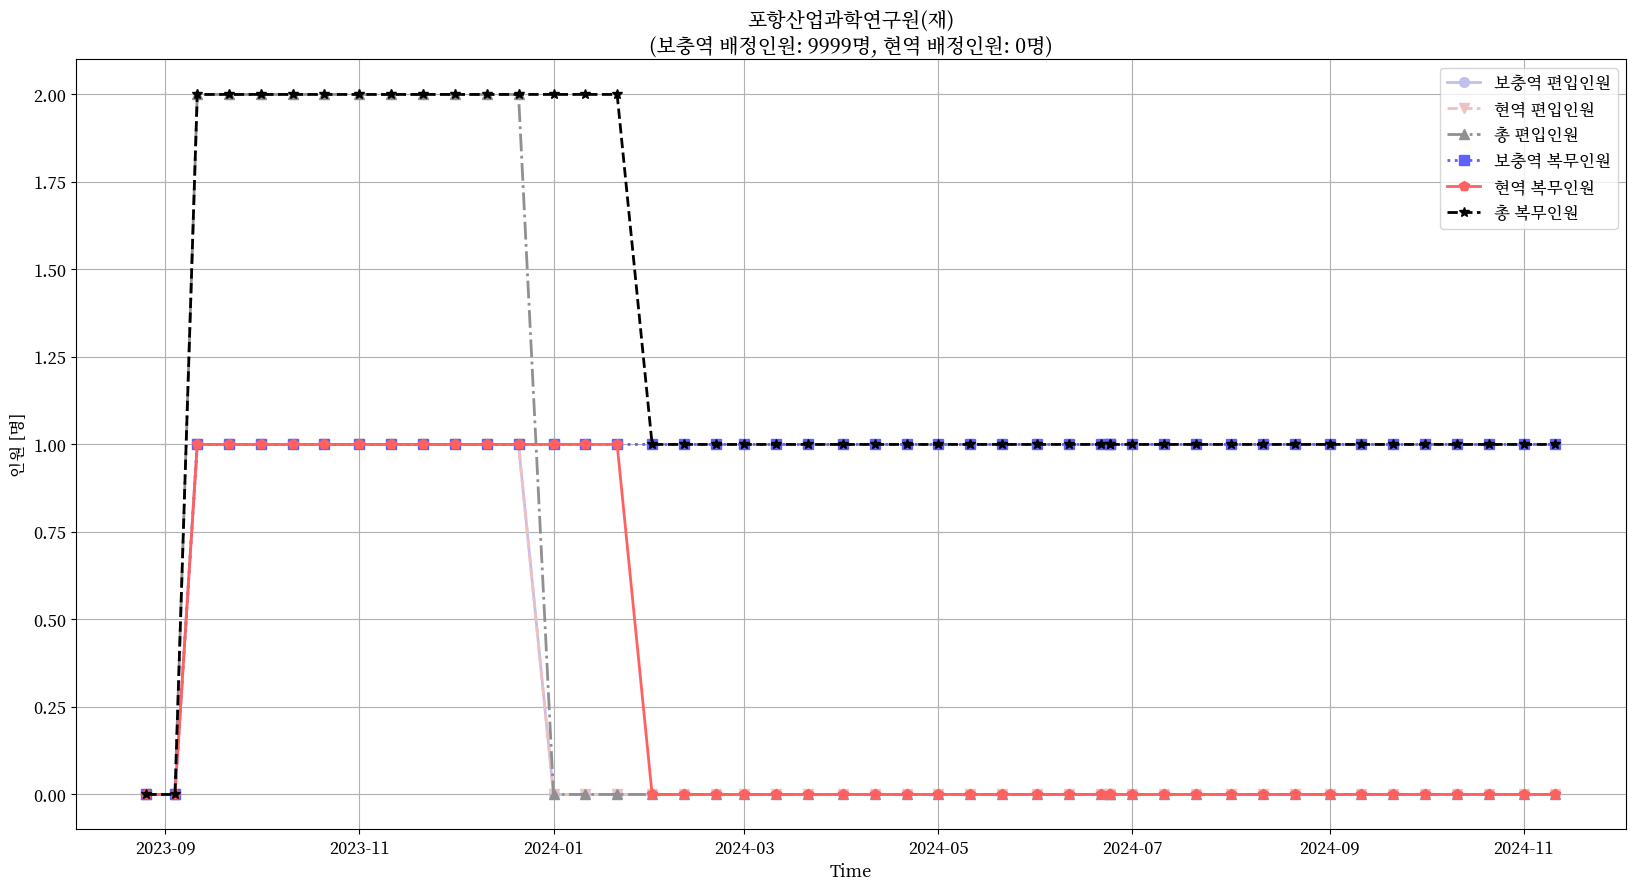 포항산업과학연구원(재)
(보충역 배정인원: 9999명, 현역 배정인원: 0명)
보충역 편입인원
현역 편입인원
총 편입인원
보충역 복무인원
현역 복무인원
총 복무인원
인원 [명]
2.00
1.75
1.50
1.25
1.00
0.75
0.50
0.25
0.00
2023-09
2023-11
2024-01
2024-03
2024-05
2024-07
2024-09
2024-11
Time